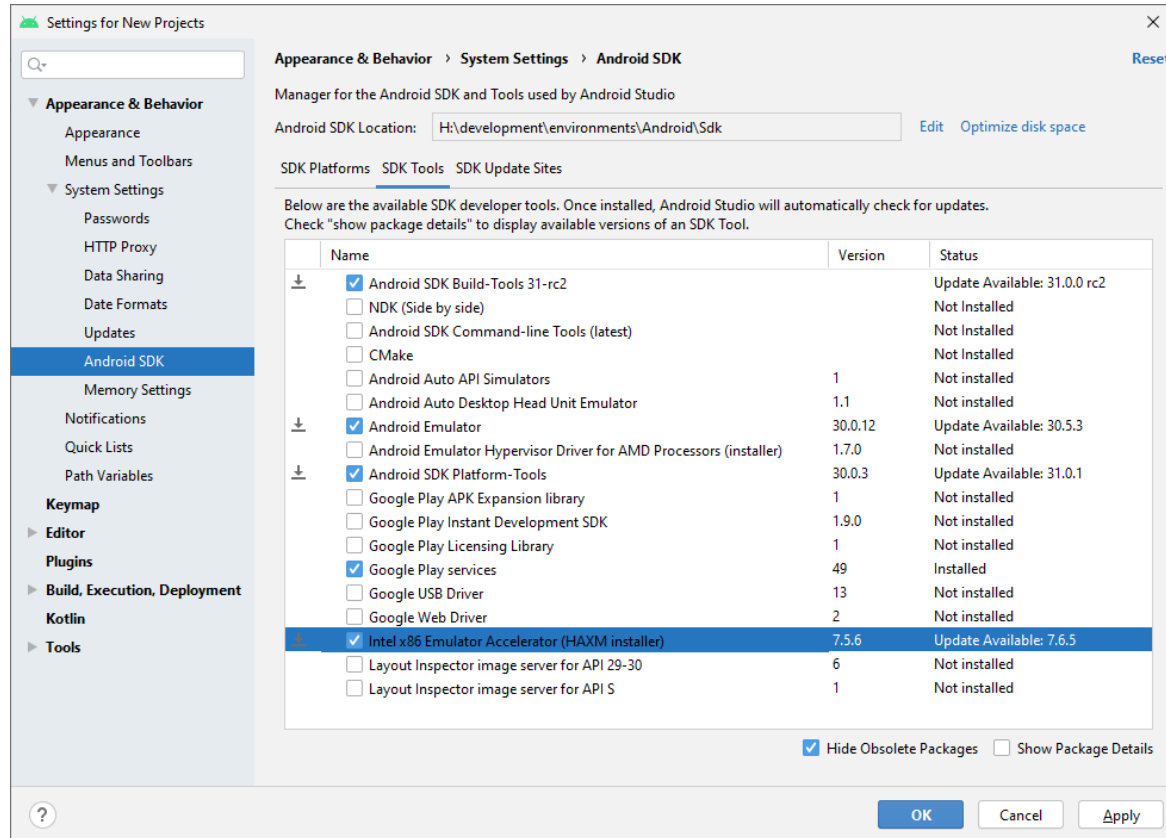 Settings for New Projects
Appearance & Behavior
Appearance
Menus and Toolbars
System Settings
Passwords
HTTP Proxy
Data Sharing
Date Formats
Updates
Android SDK
Memory Settings
Notifications
Quick Lists
Path Variables
Keymap
Editor
Plugins
Build, Execution, Deployment
Kotlin
Tools
Appearance & Behavior › System Settings › Android SDK Reset
Manager for the Android SDK and Tools used by Android Studio
Android SDK Location: H:\development\environments\Android\Sdk Edit Optimize disk space
SDK Platforms SDK Tools SDK Update Sites
Below are the available SDK developer tools. Once installed, Android Studio will automatically check for updates.
Check "show package details" to display available versions of an SDK Tool.
Name Version Status
Android SDK Build-Tools 31-rc2 Update Available: 31.0.0 rc2
NDK (Side by side) Not Installed
Android SDK Command-line Tools (latest) Not Installed
CMake Not Installed
Android Auto API Simulators 1 Not installed
Android Auto Desktop Head Unit Emulator 1.1 Not installed
Android Emulator 30.0.12 Update Available: 30.5.3
Android Emulator Hypervisor Driver for AMD Processors (installer) 1.7.0 Not installed
Android SDK Platform-Tools 30.0.3 Update Available: 31.0.1
Google Play APK Expansion library 1 Not installed
Google Play Instant Development SDK 1.9.0 Not installed
Google Play Licensing Library 1 Not installed
Google Play services 49 Installed
Google USB Driver 13 Not installed
Google Web Driver 2 Not installed
Intel x86 Emulator Accelerator (HAXM installer) 7.5.6 Update Available: 7.6.5
Layout Inspector image server for API 29-30 6 Not installed
Layout Inspector image server for API S 1 Not installed
Hide Obsolete Packages Show Package Details
? OK Cancel Apply